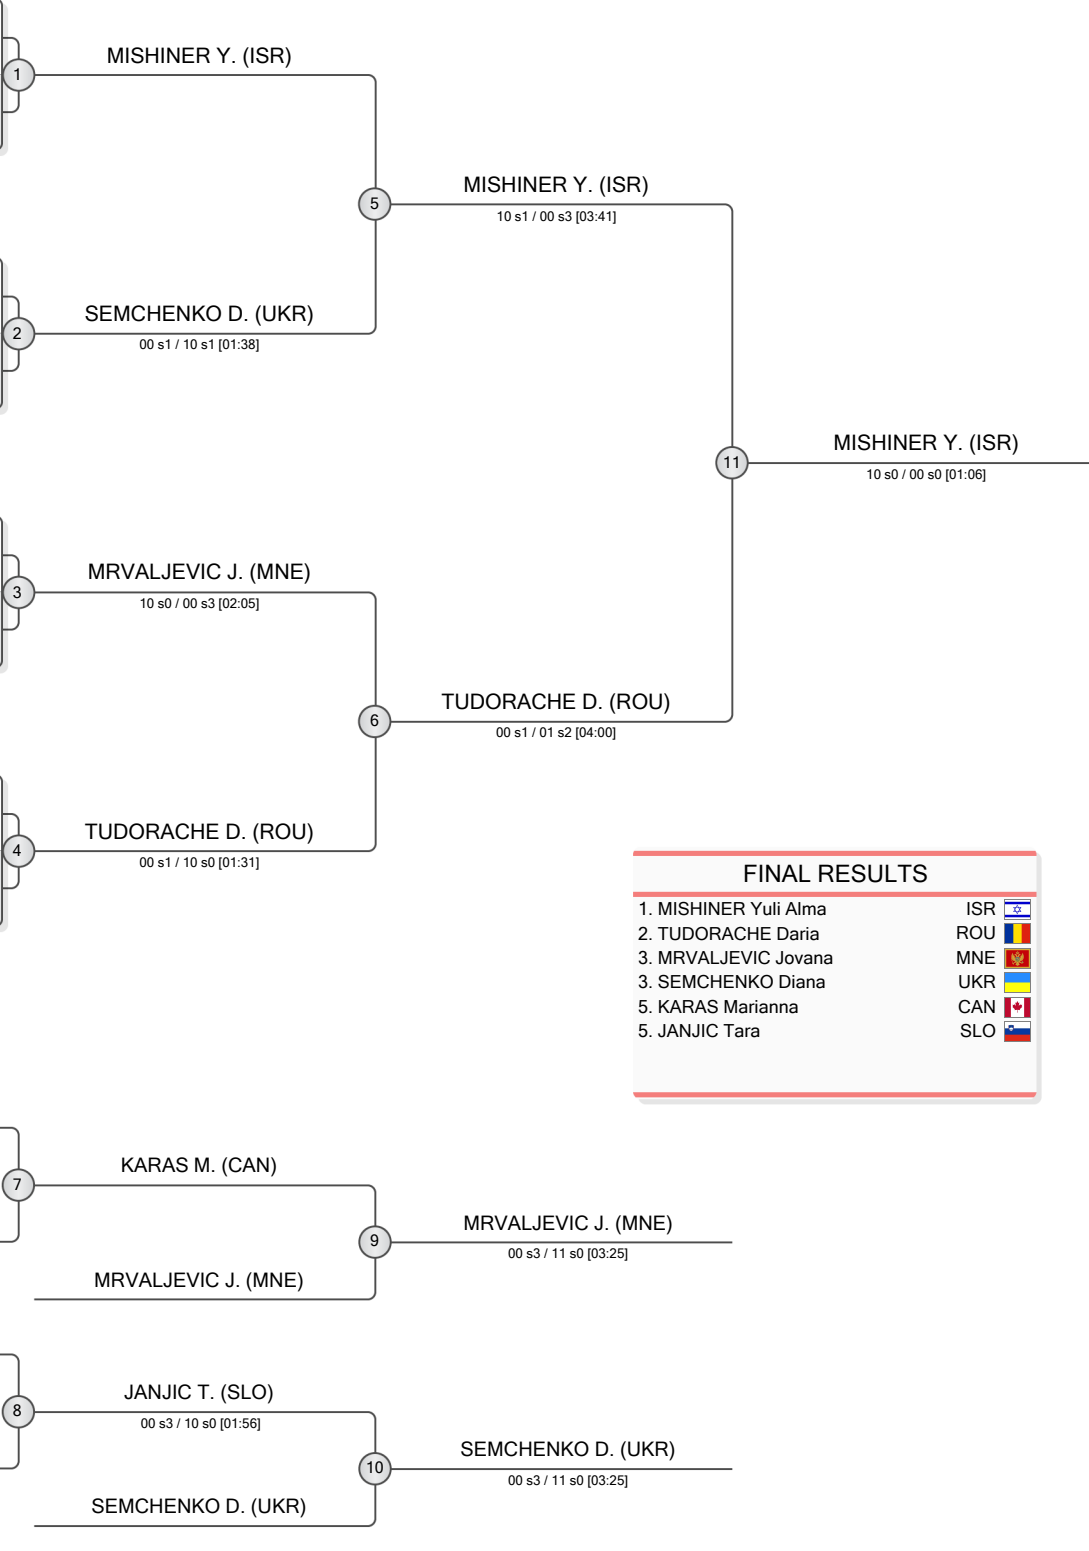 MISHINER Y. (ISR)
1
MISHINER Y. (ISR)
5
10 s1 / 00 s3 [03:41]
SEMCHENKO D. (UKR)
2
00 s1 / 10 s1 [01:38]
MISHINER Y. (ISR)
11
10 s0 / 00 s0 [01:06]
MRVALJEVIC J. (MNE)
3
10 s0 / 00 s3 [02:05]
TUDORACHE D. (ROU)
6
00 s1 / 01 s2 [04:00]
TUDORACHE D. (ROU)
4
00 s1 / 10 s0 [01:31]
FINAL RESULTS
1. MISHINER Yuli Alma ISR
2. TUDORACHE Daria ROU
3. MRVALJEVIC Jovana MNE
3. SEMCHENKO Diana UKR
5. KARAS Marianna CAN
5. JANJIC Tara SLO
KARAS M. (CAN)
7
MRVALJEVIC J. (MNE)
9
00 s3 / 11 s0 [03:25]
MRVALJEVIC J. (MNE)
JANJIC T. (SLO)
8
00 s3 / 10 s0 [01:56]
SEMCHENKO D. (UKR)
10
00 s3 / 11 s0 [03:25]
SEMCHENKO D. (UKR)